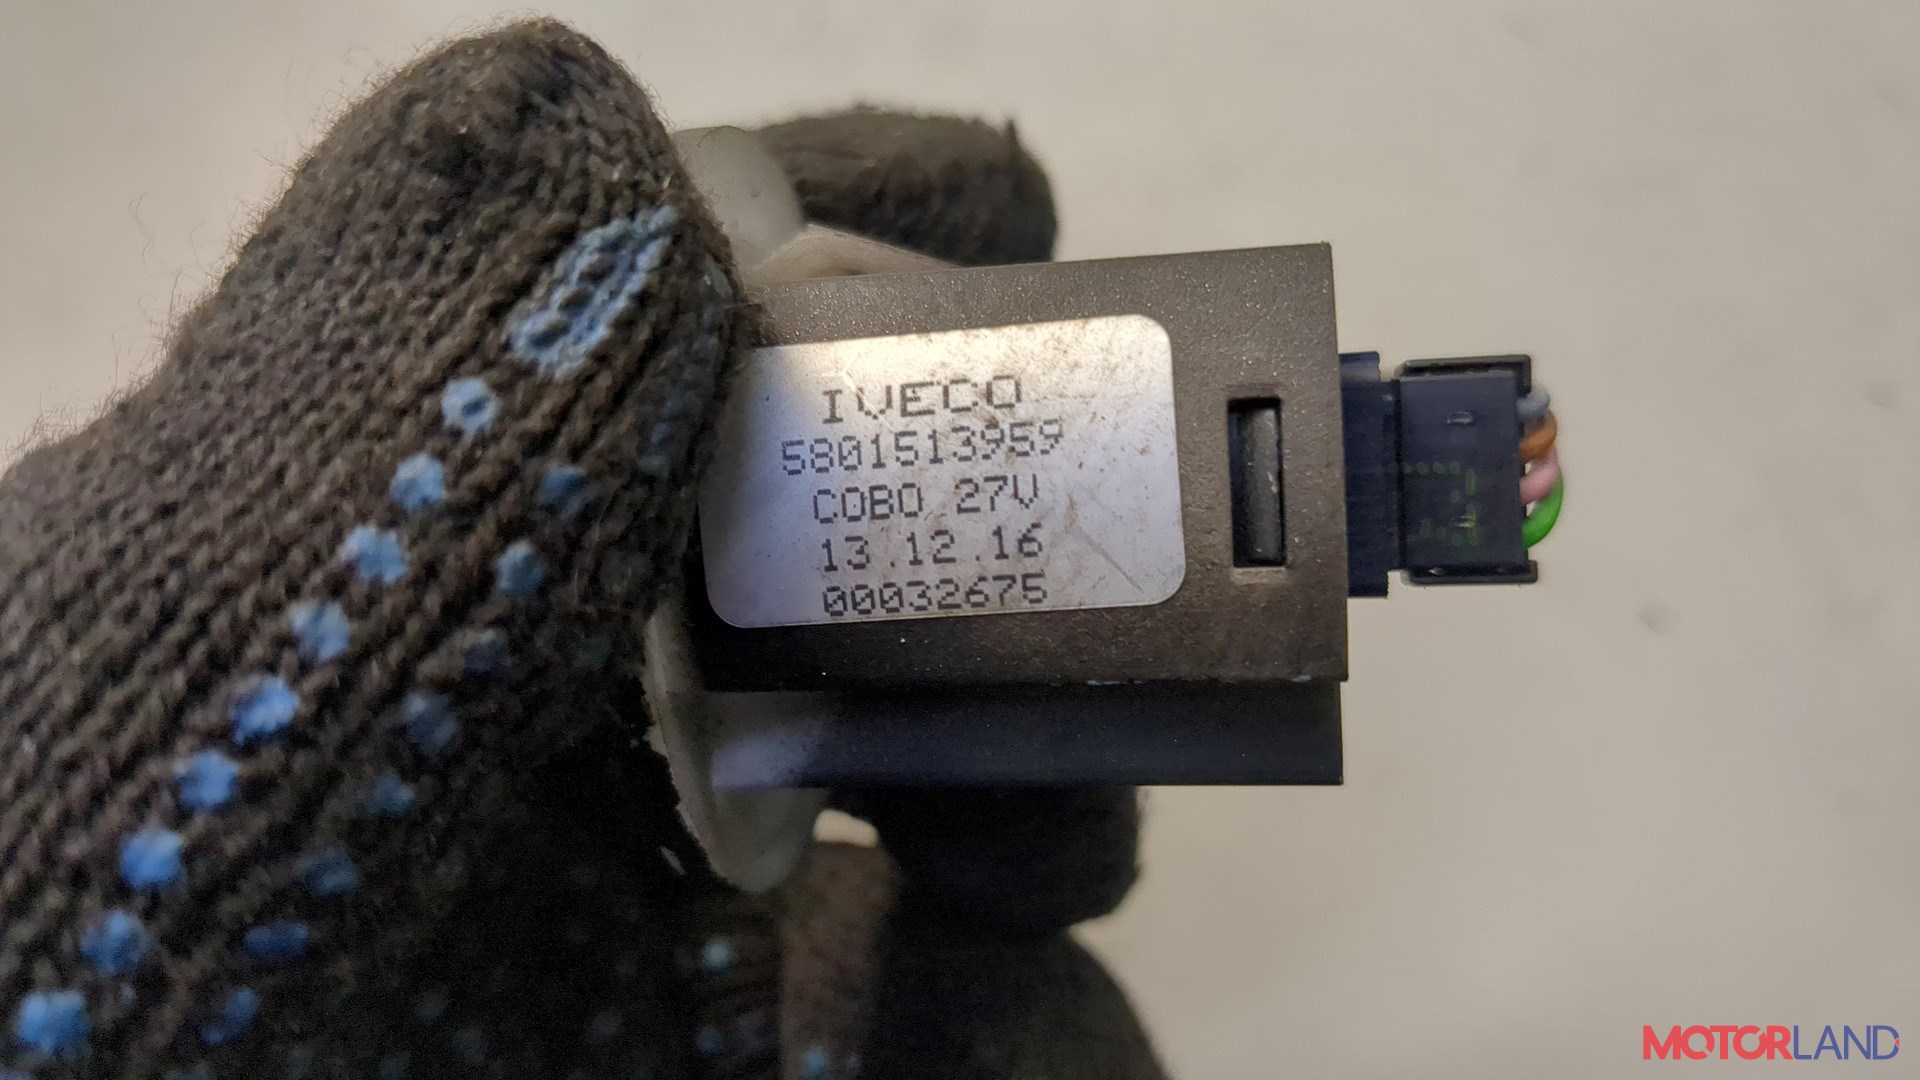 IVECO
5801513959
COBO 27V
13.12.16
00032675
MOTORLAND